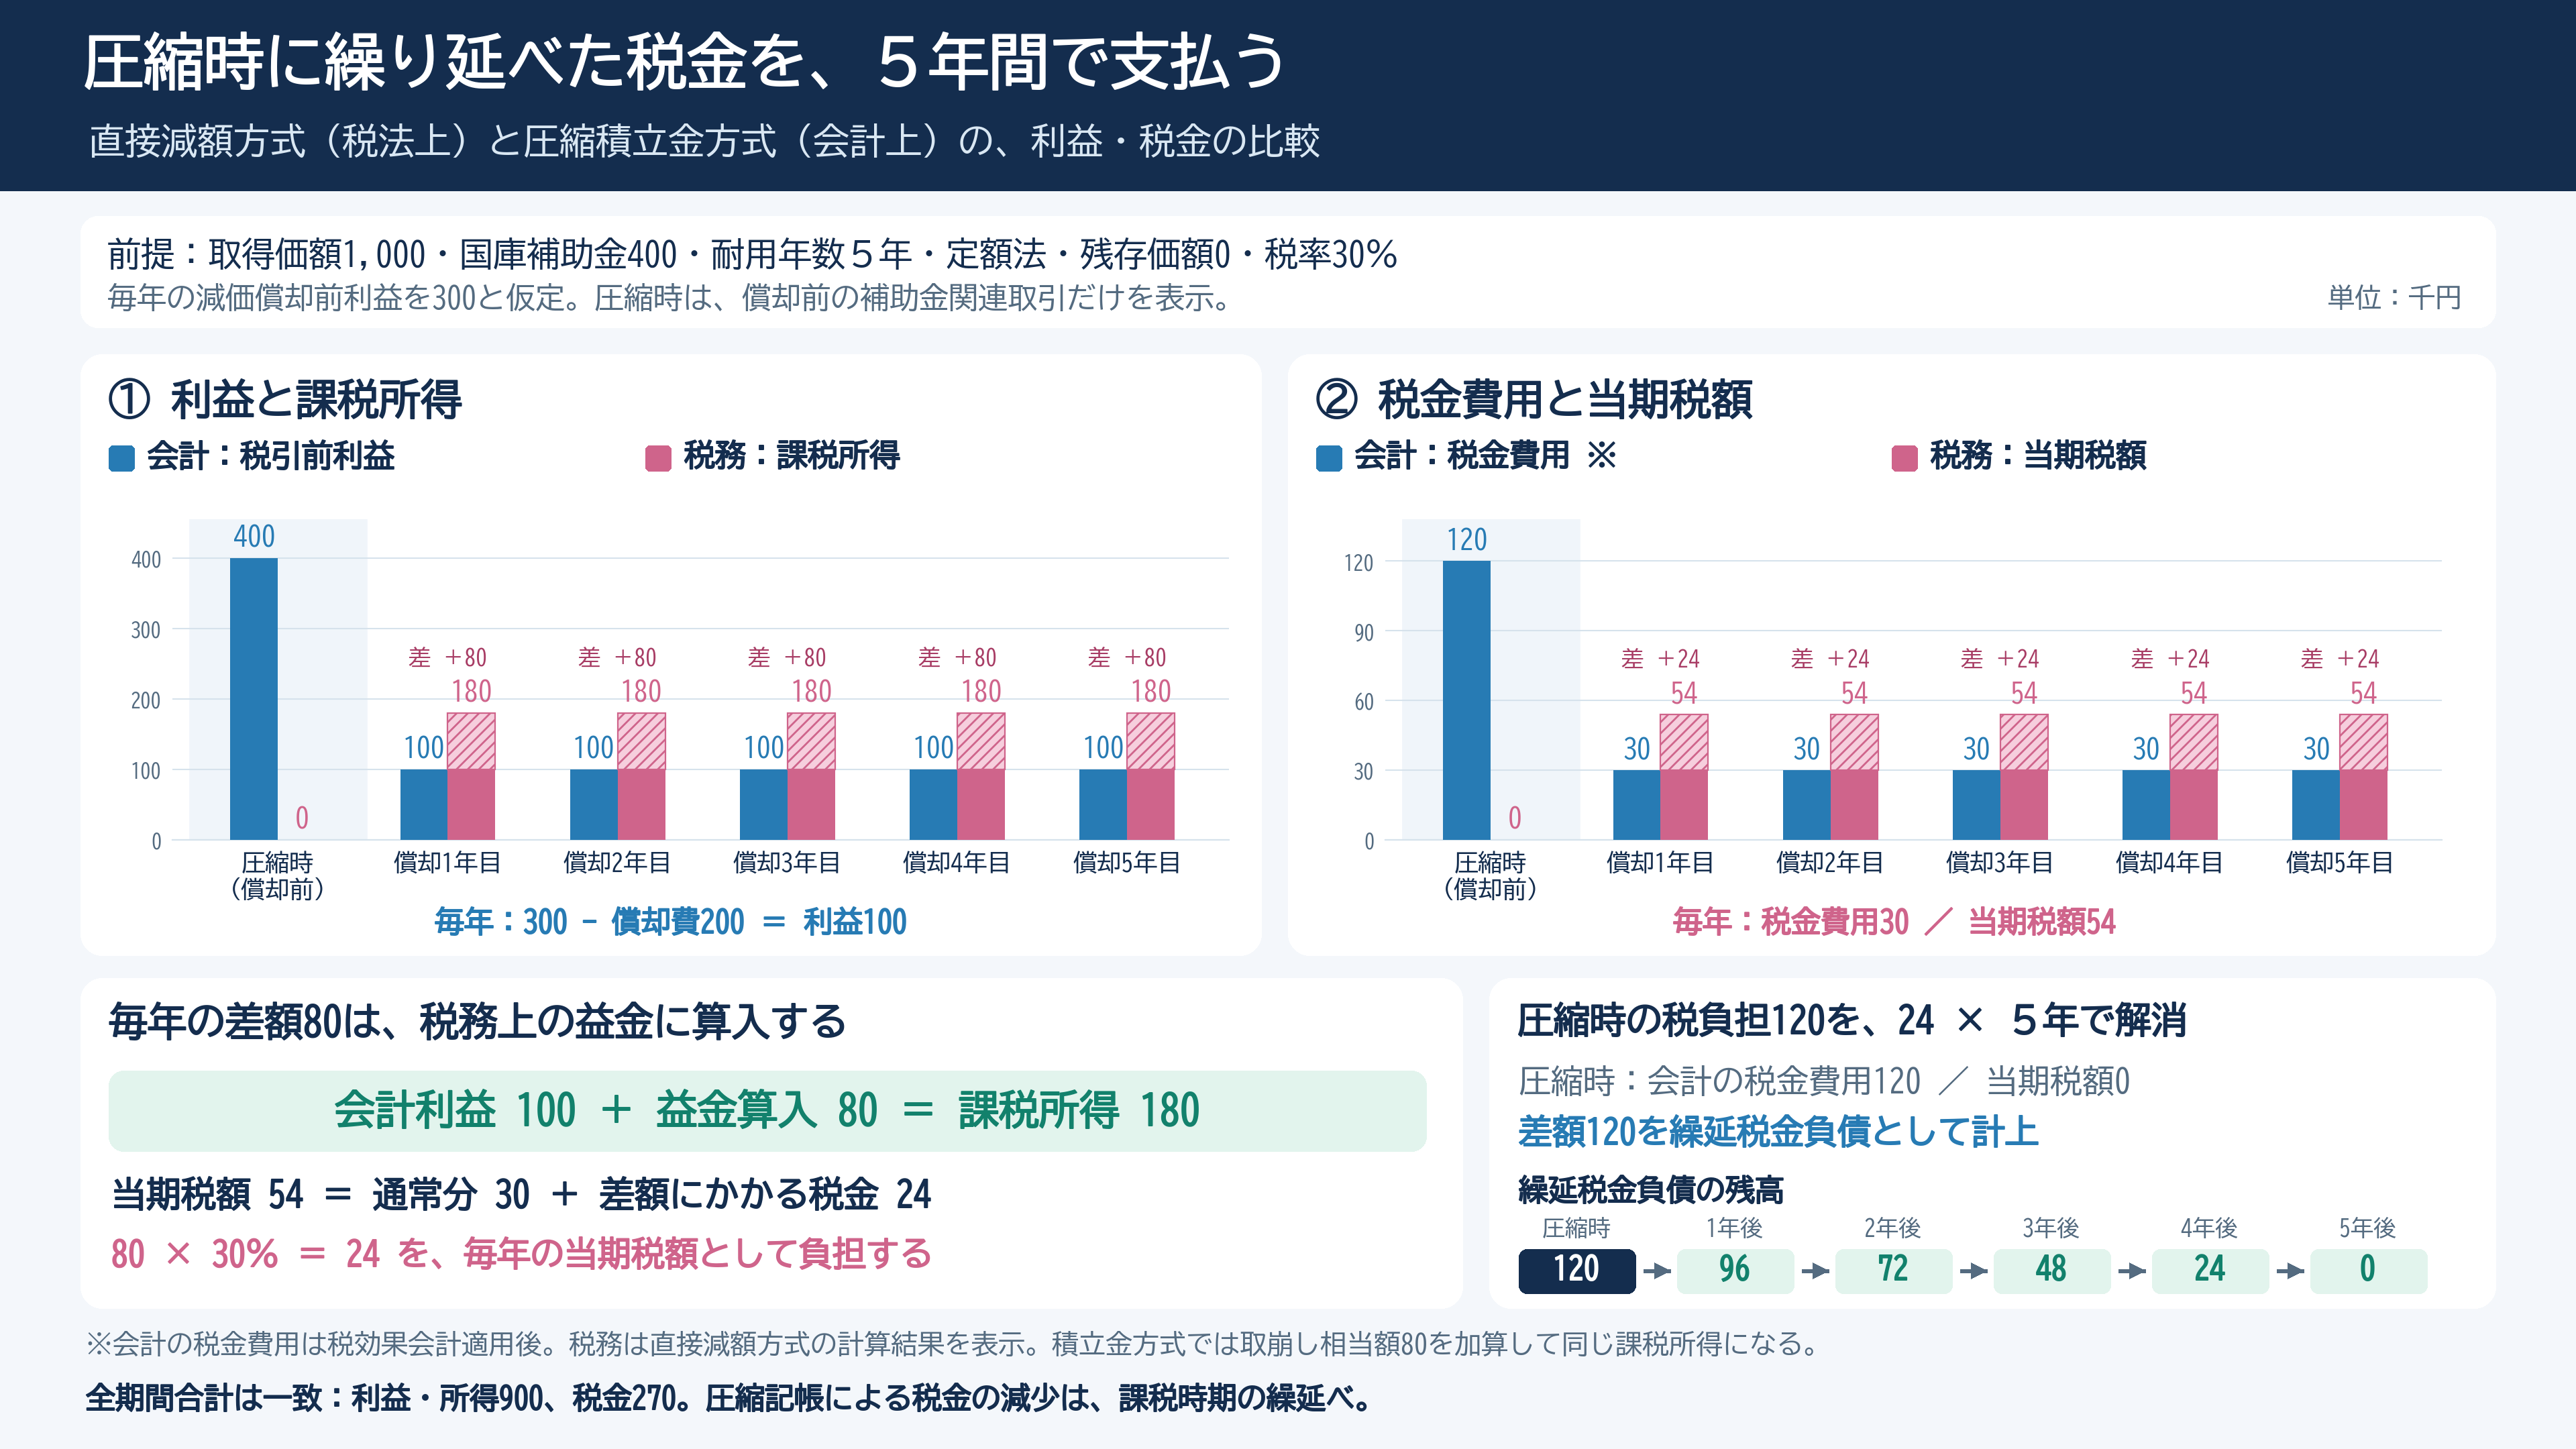 圧縮時に繰り延べた税金を、５年間で支払う
直接減額方式（税法上）と圧縮積立金方式（会計上）の、利益・税金の比較
前提：取得価額1,000・国庫補助金400・耐用年数５年・定額法・残存価額0・税率30％
毎年の減価償却前利益を300と仮定。圧縮時は、償却前の補助金関連取引だけを表示。
単位：千円
① 利益と課税所得
会計：税引前利益
税務：課税所得
400
300
200
100
0
400
0
差 ＋80
180
100
差 ＋80
180
100
差 ＋80
180
100
差 ＋80
180
100
差 ＋80
180
100
圧縮時
（償却前）
償却1年目
償却2年目
償却3年目
償却4年目
償却5年目
毎年：300 − 償却費200 ＝ 利益100
② 税金費用と当期税額
会計：税金費用 ※
税務：当期税額
120
90
60
30
0
120
0
差 ＋24
54
30
差 ＋24
54
30
差 ＋24
54
30
差 ＋24
54
30
差 ＋24
54
30
圧縮時
（償却前）
償却1年目
償却2年目
償却3年目
償却4年目
償却5年目
毎年：税金費用30 ／ 当期税額54
毎年の差額80は、税務上の益金に算入する
会計利益 100 ＋ 益金算入 80 ＝ 課税所得 180
当期税額 54 ＝ 通常分 30 ＋ 差額にかかる税金 24
80 × 30％ ＝ 24 を、毎年の当期税額として負担する
圧縮時の税負担120を、24 × ５年で解消
圧縮時：会計の税金費用120 ／ 当期税額0
差額120を繰延税金負債として計上
繰延税金負債の残高
圧縮時 1年後 2年後 3年後 4年後 5年後
120 → 96 → 72 → 48 → 24 → 0
※会計の税金費用は税効果会計適用後。税務は直接減額方式の計算結果を表示。積立金方式では取崩し相当額80を加算して同じ課税所得になる。
全期間合計は一致：利益・所得900、税金270。圧縮記帳による税金の減少は、課税時期の繰延べ。